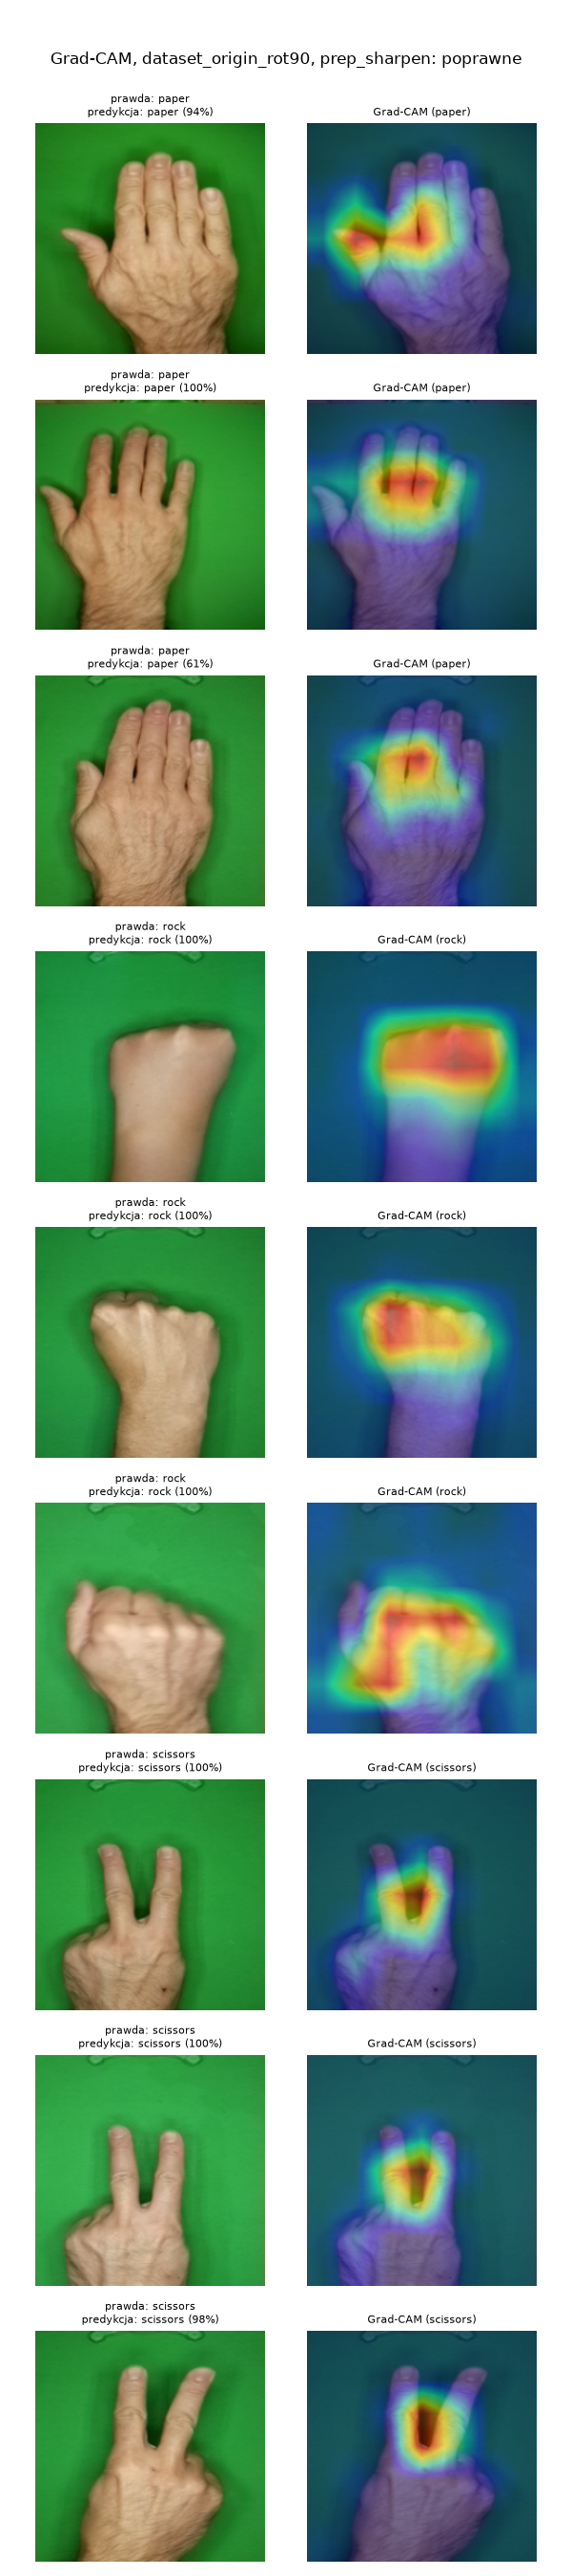 Grad-CAM, dataset_origin_rot90, prep_sharpen: poprawne
prawda: paper
predykcja: paper (94%)
Grad-CAM (paper)
prawda: paper
predykcja: paper (100%)
Grad-CAM (paper)
prawda: paper
predykcja: paper (61%)
Grad-CAM (paper)
prawda: rock
predykcja: rock (100%)
Grad-CAM (rock)
prawda: rock
predykcja: rock (100%)
Grad-CAM (rock)
prawda: rock
predykcja: rock (100%)
Grad-CAM (rock)
prawda: scissors
predykcja: scissors (100%)
Grad-CAM (scissors)
prawda: scissors
predykcja: scissors (100%)
Grad-CAM (scissors)
prawda: scissors
predykcja: scissors (98%)
Grad-CAM (scissors)